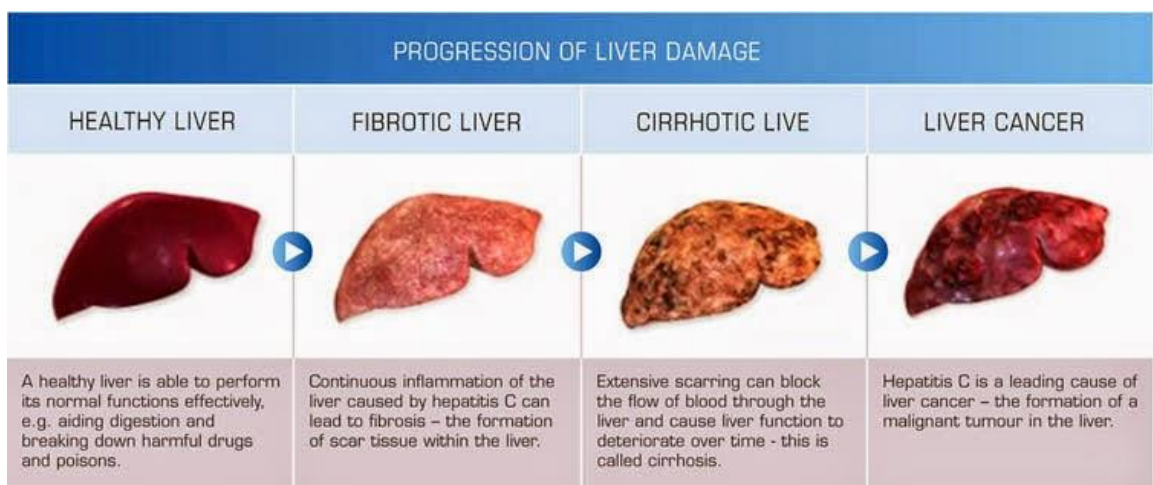 PROGRESSION OF LIVER DAMAGE
HEALTHY LIVER
FIBROTIC LIVER
CIRRHOTIC LIVE
LIVER CANCER
A healthy liver is able to perform
its normal functions effectively,
e.g. aiding digestion and
breaking down harmful drugs
and poisons.
Continuous inflammation of the
liver caused by hepatitis C can
lead to fibrosis – the formation
of scar tissue within the liver.
Extensive scarring can block
the flow of blood through the
liver and cause liver function to
deteriorate over time - this is
called cirrhosis.
Hepatitis C is a leading cause of
liver cancer – the formation of a
malignant tumour in the liver.